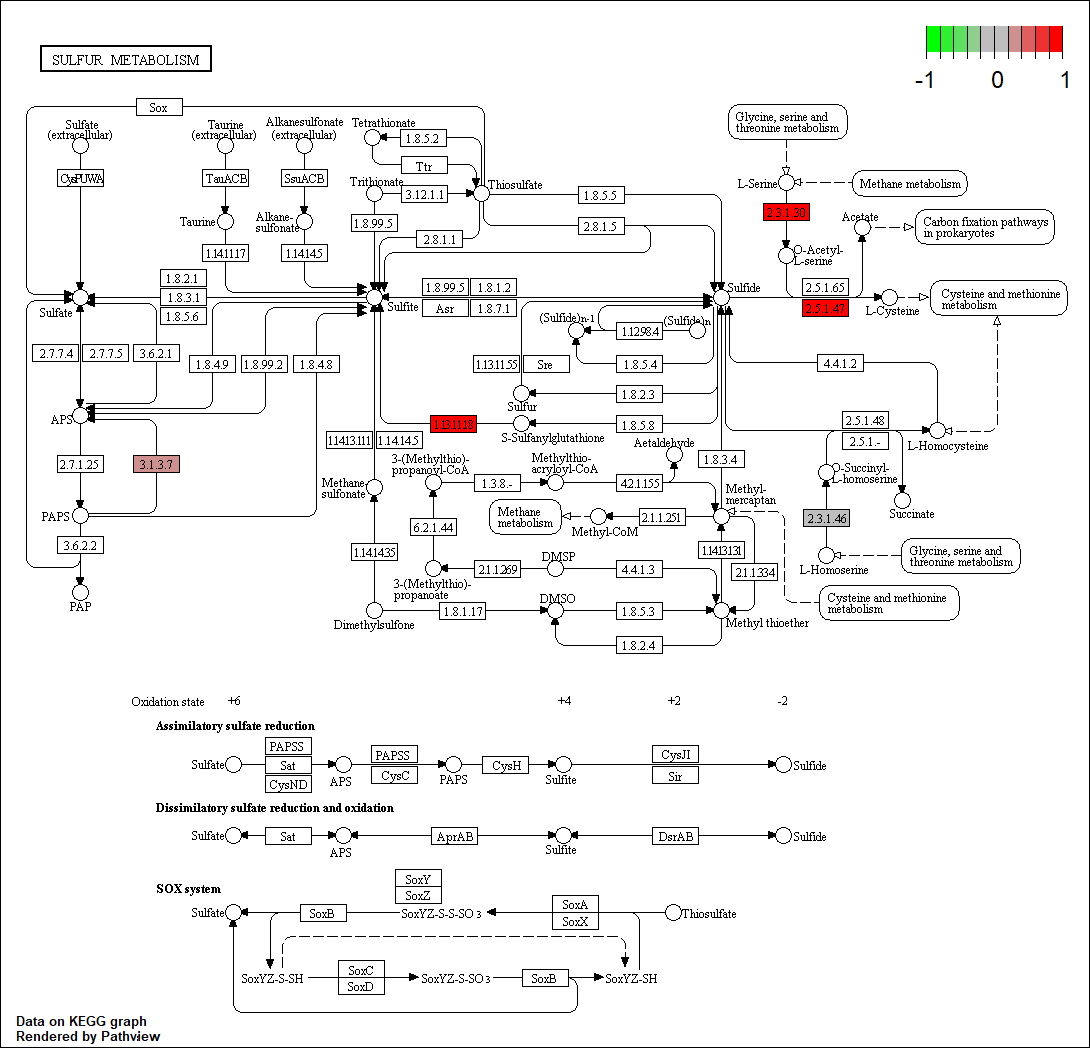 SULFUR METABOLISM
-1 0 1
Sox
Sulfate
(extracellular)
Taurine
(extracellular)
Alkanesulfonate
(extracellular)
Tetrathionate
1.8.5.2
Ttr
Trithionate
3.12.1.1
Thiosulfate
1.8.5.5
Glycine, serine and
threonine metabolism
L-Serine
Methane metabolism
CysPUWA
TauACB
SsuACB
Taurine
Alkane-
sulfonate
1.8.99.5
2.8.1.1
2.8.1.5
2.3.1.30
Acetate
Carbon fixation pathways
in prokaryotes
O-Acetyl-
L-serine
1.14.11.17
1.14.14.5
1.8.2.1
1.8.3.1
1.8.5.6
Sulfate
Sulfite
1.8.99.5
1.8.1.2
Asr
1.8.7.1
Sulfide
2.5.1.65
2.5.1.47
L-Cysteine
Cysteine and methionine
metabolism
(Sulfide)n-1
1.12.98.4
(Sulfide)n
2.7.7.4
2.7.7.5
3.6.2.1
1.8.4.9
1.8.99.2
1.8.4.8
1.13.11.55
Sre
1.8.5.4
4.4.1.2
1.8.2.3
Sulfur
APS
1.13.11.18
S-Sulfanylglutathione
1.8.5.8
2.5.1.48
2.5.1.-
L-Homocysteine
1.14.13.111
1.14.14.5
Aetaldehyde
2.7.1.25
3.1.3.7
3-(Methylthio)-
propanoyl-CoA
Methylthio-
acryloyl-CoA
1.8.3.4
O-Succinyl-
L-homoserine
Methane
sulfonate
1.3.8.-
4.2.1.155
Methyl-
mercaptan
Succinate
PAPS
Methane
metabolism
Methyl-CoM
2.1.1.251
2.3.1.46
6.2.1.44
3.6.2.2
1.14.14.35
1.14.13.131
L-Homoserine
Glycine, serine and
threonine metabolism
2.1.1.269
DMSP
4.4.1.3
2.1.1.334
3-(Methylthio)-
propanoate
PAP
DMSO
Cysteine and methionine
metabolism
Dimethylsulfone
1.8.1.17
1.8.5.3
Methyl thioether
1.8.2.4
Oxidation state +6 +4 +2 -2
Assimilatory sulfate reduction
PAPSS
Sulfate Sat
CysND
APS
PAPSS
CysC
PAPS
CysH
Sulfite
CysJI
Sir
Sulfide
Dissimilatory sulfate reduction and oxidation
Sulfate Sat
APS
AprAB
Sulfite
DsrAB
Sulfide
SOX system
SoxY
SoxZ
Sulfate SoxB SoxYZ-S-S-SO3
SoxA
SoxX
Thiosulfate
SoxYZ-S-SH
SoxC
SoxD
SoxYZ-S-SO3 SoxB SoxYZ-SH
Data on KEGG graph
Rendered by Pathview